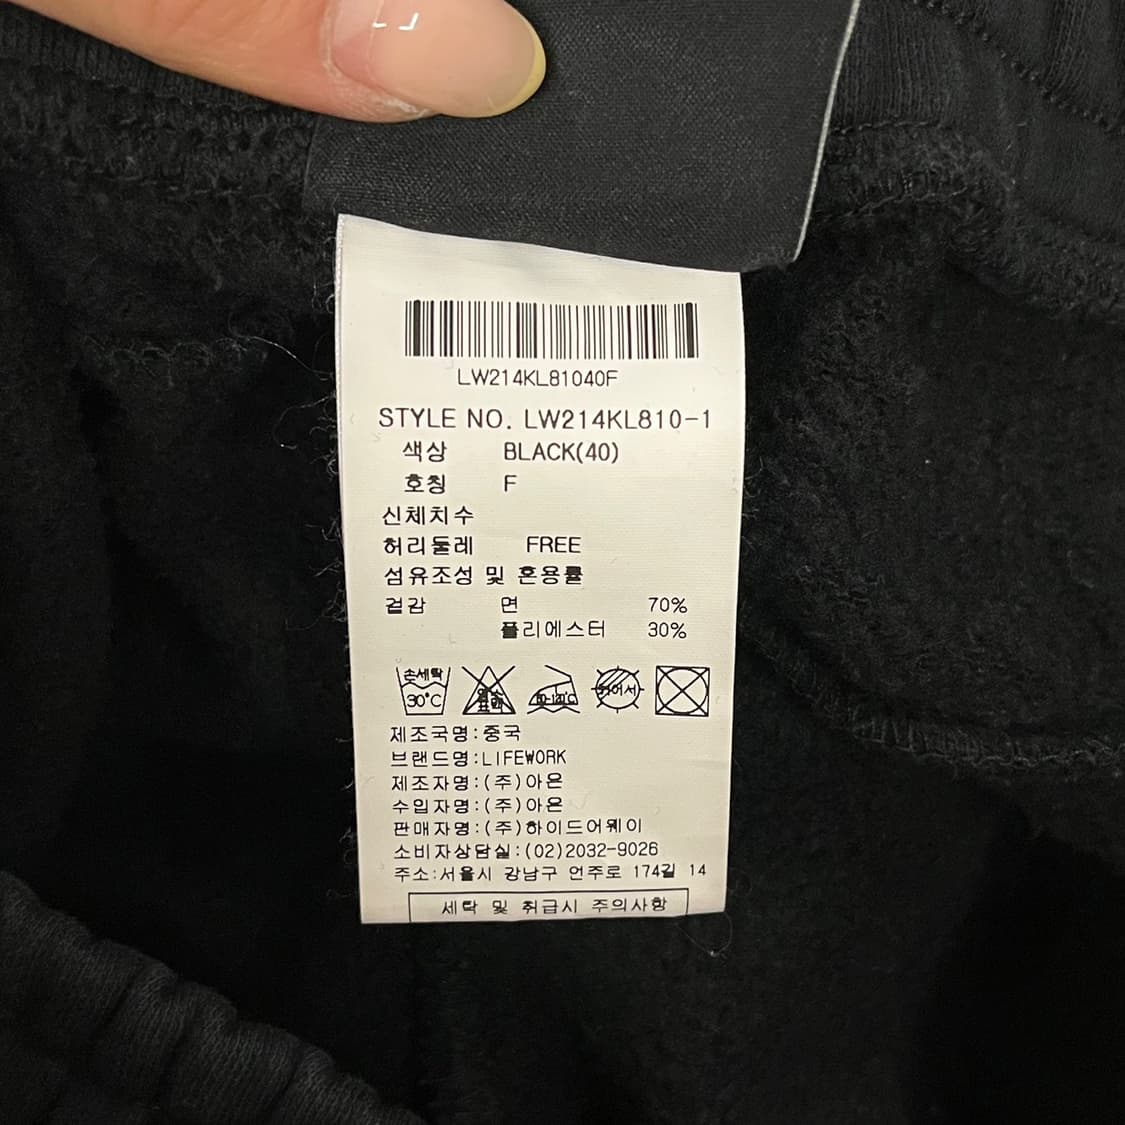 LW214KL81040F
STYLE NO. LW214KL810-1
색상 BLACK(40)
호칭 F
신체치수
허리둘레 FREE
섬유조성 및 혼용률
겉감 면 70%
폴리에스터 30%
손세탁 30℃
제조국명:중국
브랜드명:LIFEWORK
제조자명:(주)아은
수입자명:(주)아은
판매자명:(주)하이드어웨이
소비자상담실:(02)2032-9026
주소:서울시 강남구 언주로 174길 14
세탁 및 취급시 주의사항